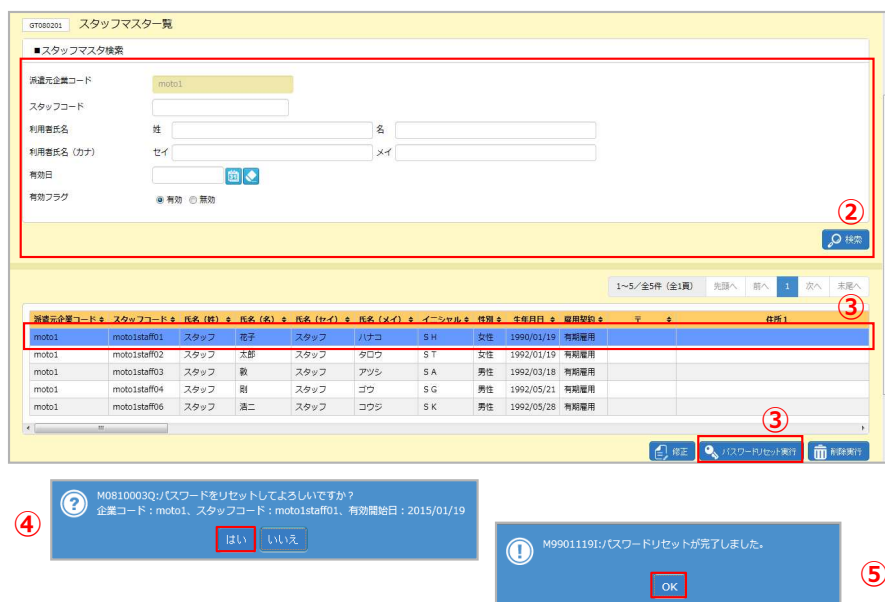 GT080201 スタッフマスター覧
■スタッフマスタ検索
派遣元企業コード moto1
スタッフコード
利用者氏名 姓 名
利用者氏名（カナ） セイ メイ
有効日
有効フラグ 有効 無効
②
検索
1～5／全5件（全1頁） 先頭へ 前へ 1 次へ 末尾へ
③
派遣元企業コード スタッフコード 氏名（姓） 氏名（名） 氏名（セイ） 氏名（メイ） イニシャル 性別 生年月日 雇用契約 〒 住所1
moto1 moto1staff01 スタッフ 花子 スタッフ ハナコ S H 女性 1990/01/19 有期雇用
moto1 moto1staff02 スタッフ 太郎 スタッフ タロウ S T 女性 1992/01/19 有期雇用
moto1 moto1staff03 スタッフ 敦 スタッフ アツシ S A 男性 1992/03/18 有期雇用
moto1 moto1staff04 スタッフ 剛 スタッフ ゴウ S G 男性 1992/05/21 有期雇用
moto1 moto1staff06 スタッフ 浩二 スタッフ コウジ S K 男性 1992/05/28 有期雇用
③
修正 パスワードリセット実行 削除実行
④
M0810003Q:パスワードをリセットしてよろしいですか？
企業コード：moto1、スタッフコード：moto1staff01、有効開始日：2015/01/19
はい いいえ
M9901119I:パスワードリセットが完了しました。
⑤
OK